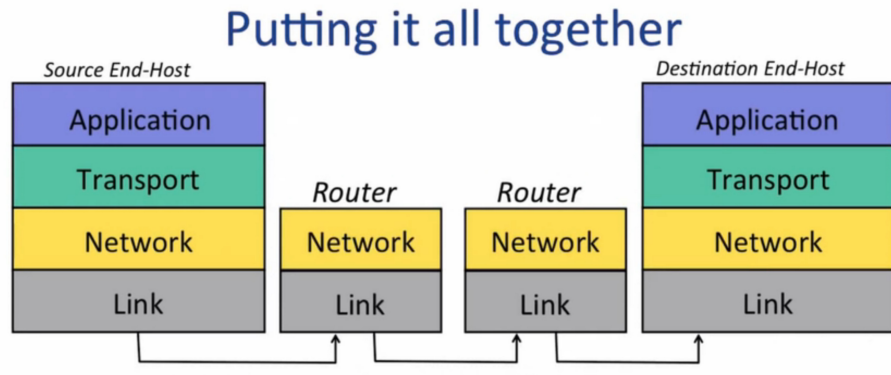 Putting it all together
Source End-Host
Destination End-Host
Application
Application
Transport
Transport
Router
Router
Network
Network
Network
Network
Link
Link
Link
Link